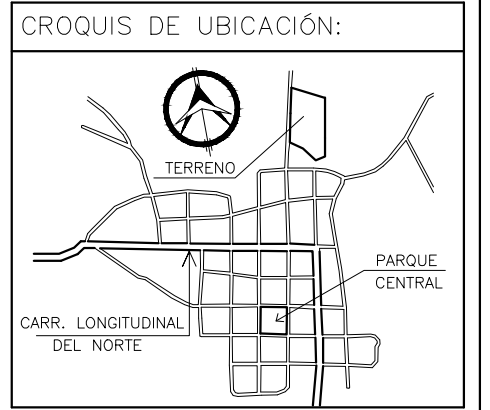 CROQUIS DE UBICACIÓN:
TERRENO
PARQUE
CENTRAL
CARR. LONGITUDINAL
DEL NORTE